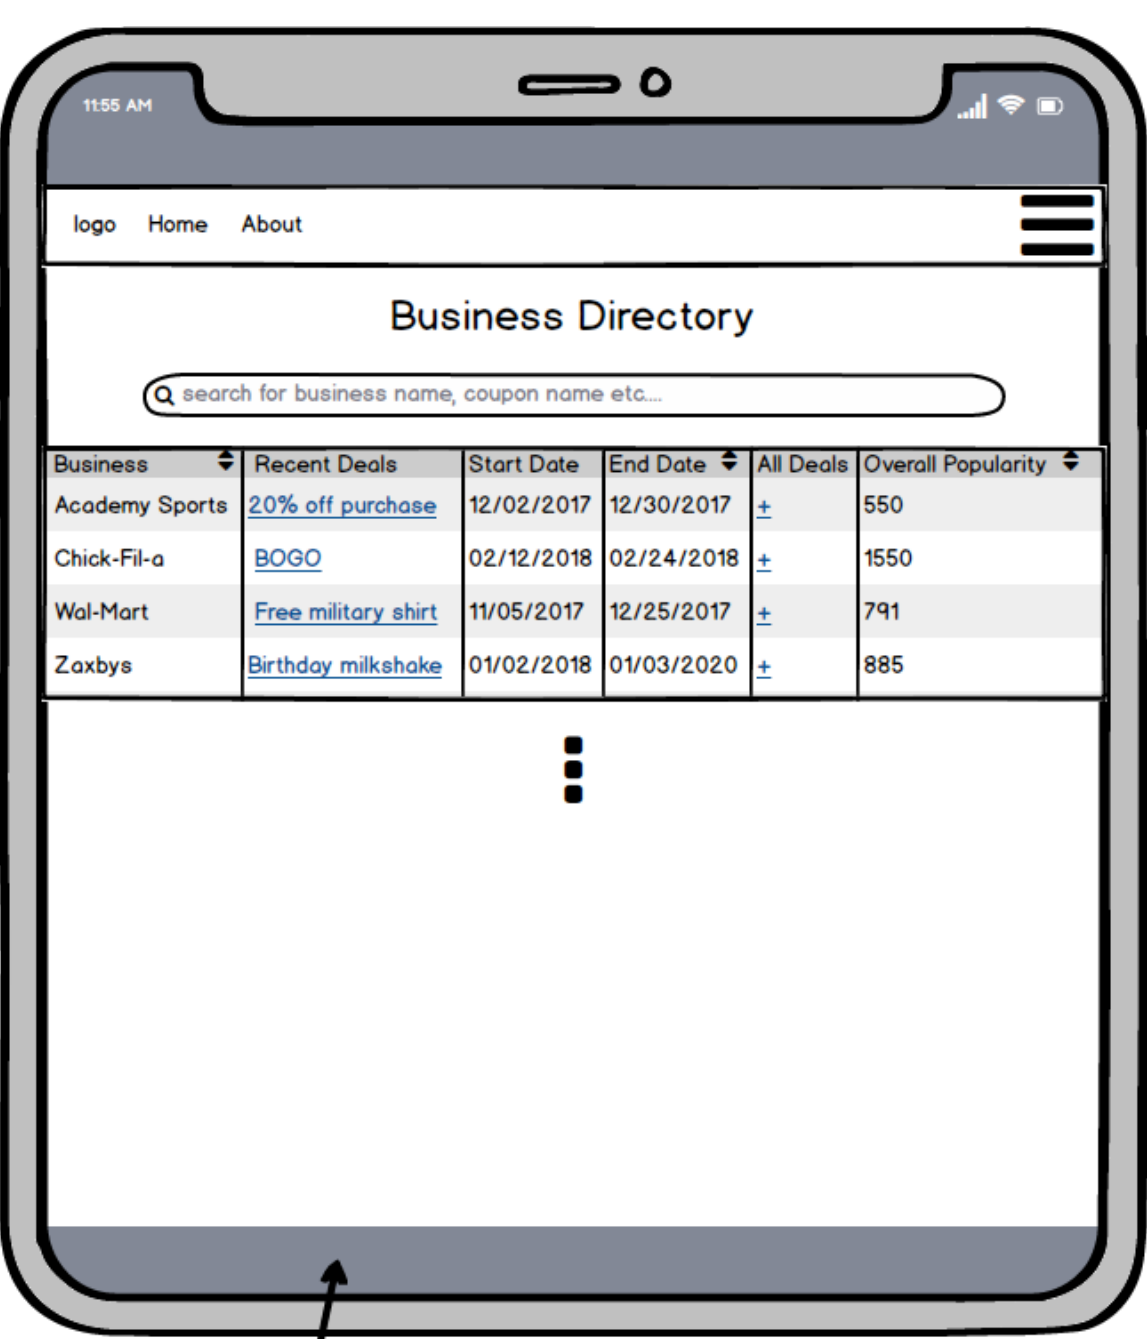 11:55 AM
logo Home About
Business Directory
search for business name, coupon name etc....
Business Recent Deals Start Date End Date All Deals Overall Popularity
Academy Sports 20% off purchase 12/02/2017 12/30/2017 + 550
Chick-Fil-a BOGO 02/12/2018 02/24/2018 + 1550
Wal-Mart Free military shirt 11/05/2017 12/25/2017 + 791
Zaxbys Birthday milkshake 01/02/2018 01/03/2020 + 885